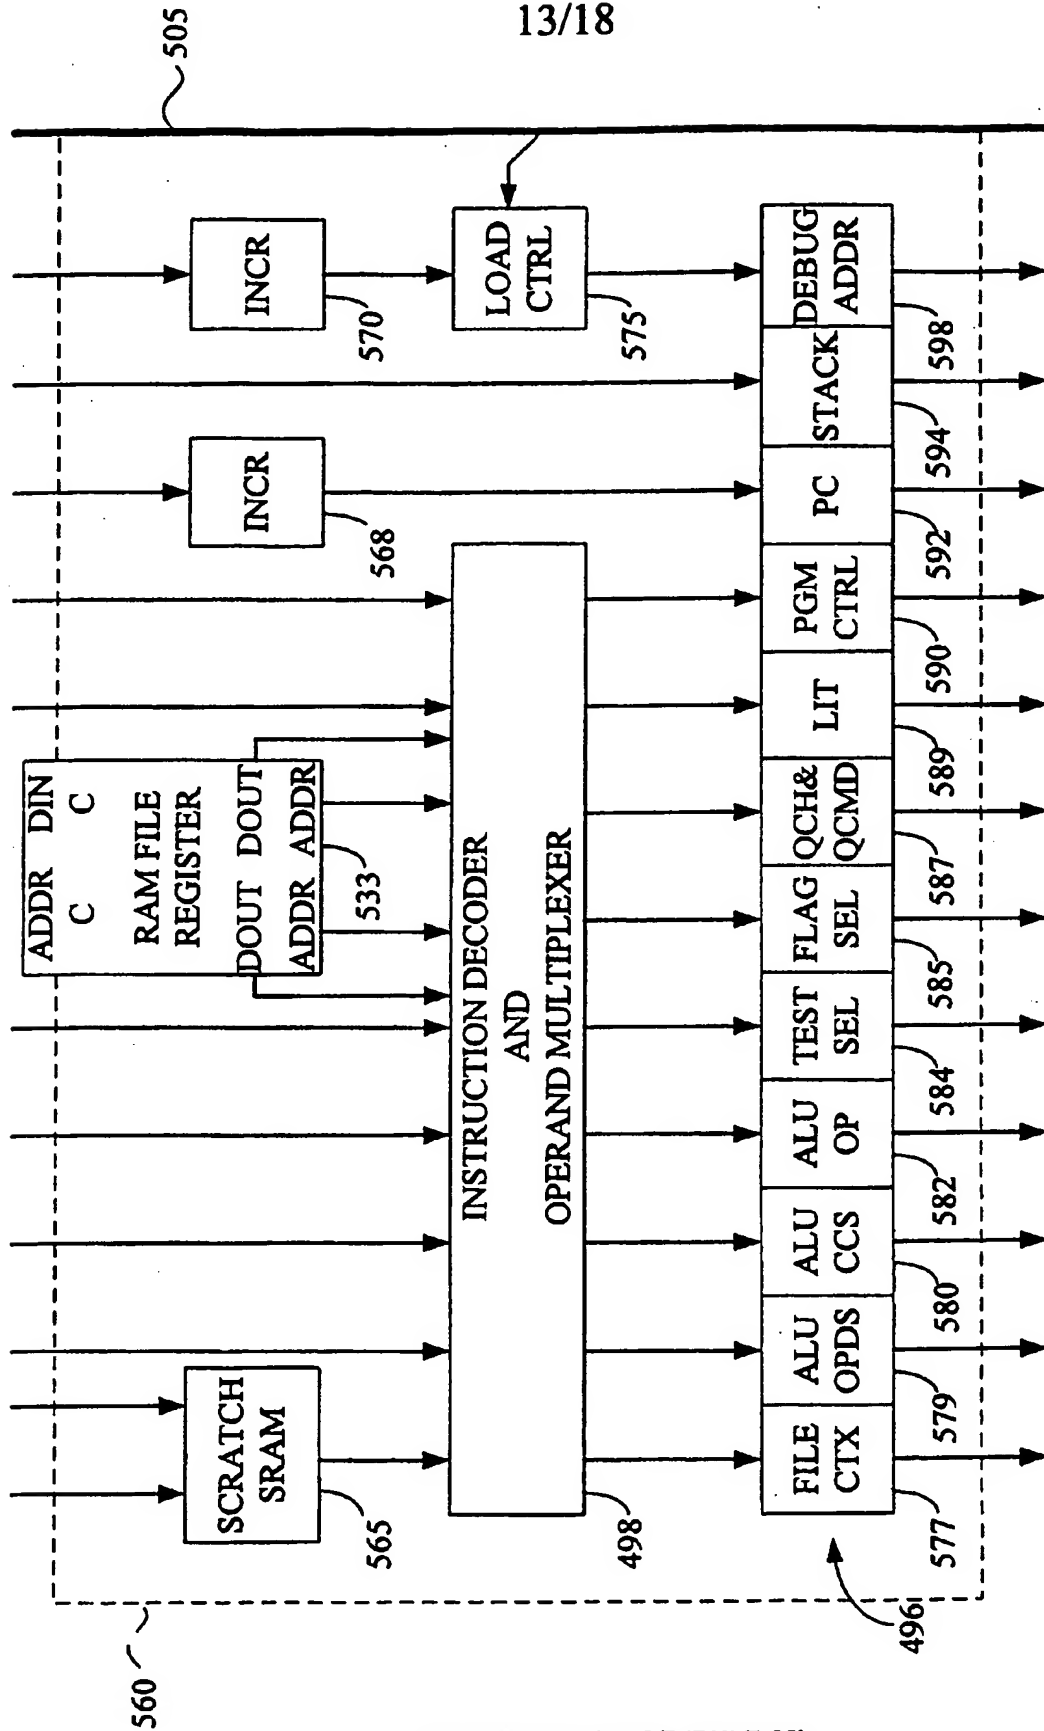 13/18
505
560
ADDR DIN
C C
RAM FILE
REGISTER
DOUT DOUT
ADDR ADDR
533
SCRATCH
SRAM
565
INCR
568
INCR
570
INSTRUCTION DECODER
AND
OPERAND MULTIPLEXER
498
LOAD
CTRL
575
496
FILE
CTX
577
ALU
OPDS
579
ALU
CCS
580
ALU
OP
582
TEST
SEL
584
FLAG
SEL
585
QCH&
QCMD
587
LIT
589
PGM
CTRL
590
PC
592
STACK
594
DEBUG
ADDR
598